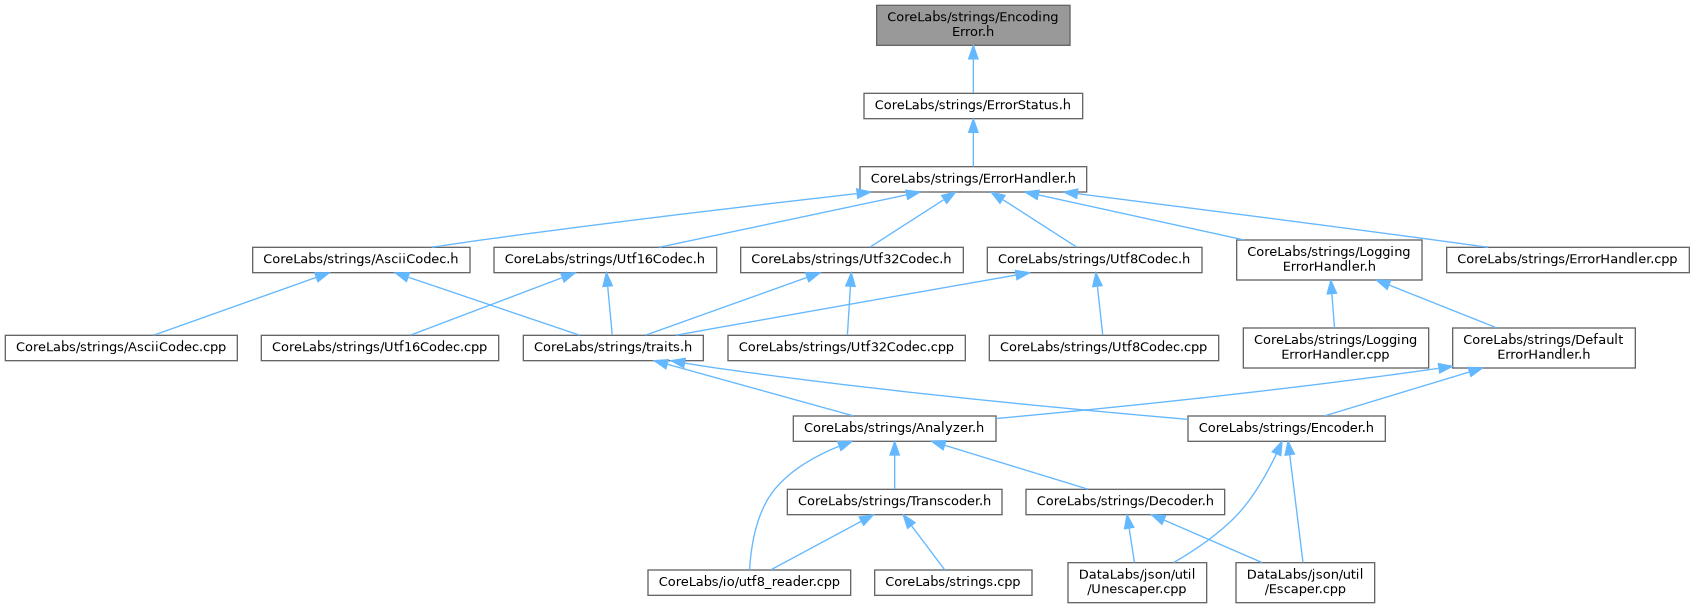 CoreLabs/strings/Encoding
Error.h
CoreLabs/strings/ErrorStatus.h
CoreLabs/strings/ErrorHandler.h
CoreLabs/strings/AsciiCodec.h
CoreLabs/strings/Utf16Codec.h
CoreLabs/strings/Utf32Codec.h
CoreLabs/strings/Utf8Codec.h
CoreLabs/strings/Logging
ErrorHandler.h
CoreLabs/strings/ErrorHandler.cpp
CoreLabs/strings/AsciiCodec.cpp
CoreLabs/strings/Utf16Codec.cpp
CoreLabs/strings/traits.h
CoreLabs/strings/Utf32Codec.cpp
CoreLabs/strings/Utf8Codec.cpp
CoreLabs/strings/Logging
ErrorHandler.cpp
CoreLabs/strings/Default
ErrorHandler.h
CoreLabs/strings/Analyzer.h
CoreLabs/strings/Encoder.h
CoreLabs/strings/Transcoder.h
CoreLabs/strings/Decoder.h
CoreLabs/io/utf8_reader.cpp
CoreLabs/strings.cpp
DataLabs/json/util
/Unescaper.cpp
DataLabs/json/util
/Escaper.cpp